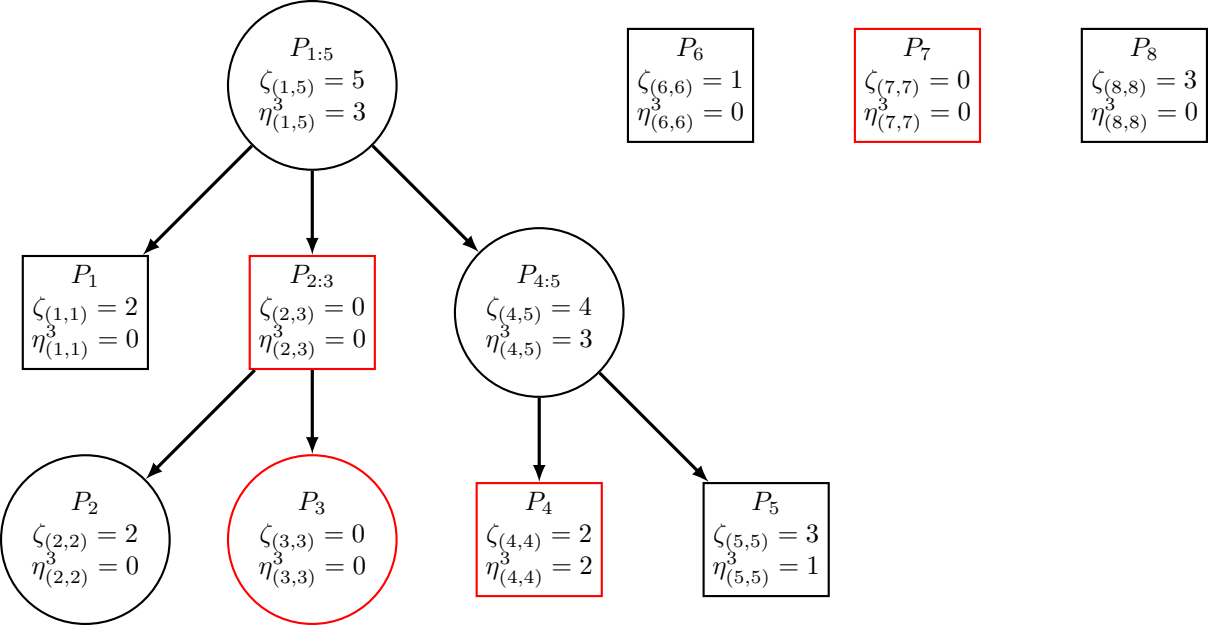 P_{1:5}
ζ_{(1,5)} = 5
η^3_{(1,5)} = 3
P_6
ζ_{(6,6)} = 1
η^3_{(6,6)} = 0
P_7
ζ_{(7,7)} = 0
η^3_{(7,7)} = 0
P_8
ζ_{(8,8)} = 3
η^3_{(8,8)} = 0
P_1
ζ_{(1,1)} = 2
η^3_{(1,1)} = 0
P_{2:3}
ζ_{(2,3)} = 0
η^3_{(2,3)} = 0
P_{4:5}
ζ_{(4,5)} = 4
η^3_{(4,5)} = 3
P_2
ζ_{(2,2)} = 2
η^3_{(2,2)} = 0
P_3
ζ_{(3,3)} = 0
η^3_{(3,3)} = 0
P_4
ζ_{(4,4)} = 2
η^3_{(4,4)} = 2
P_5
ζ_{(5,5)} = 3
η^3_{(5,5)} = 1